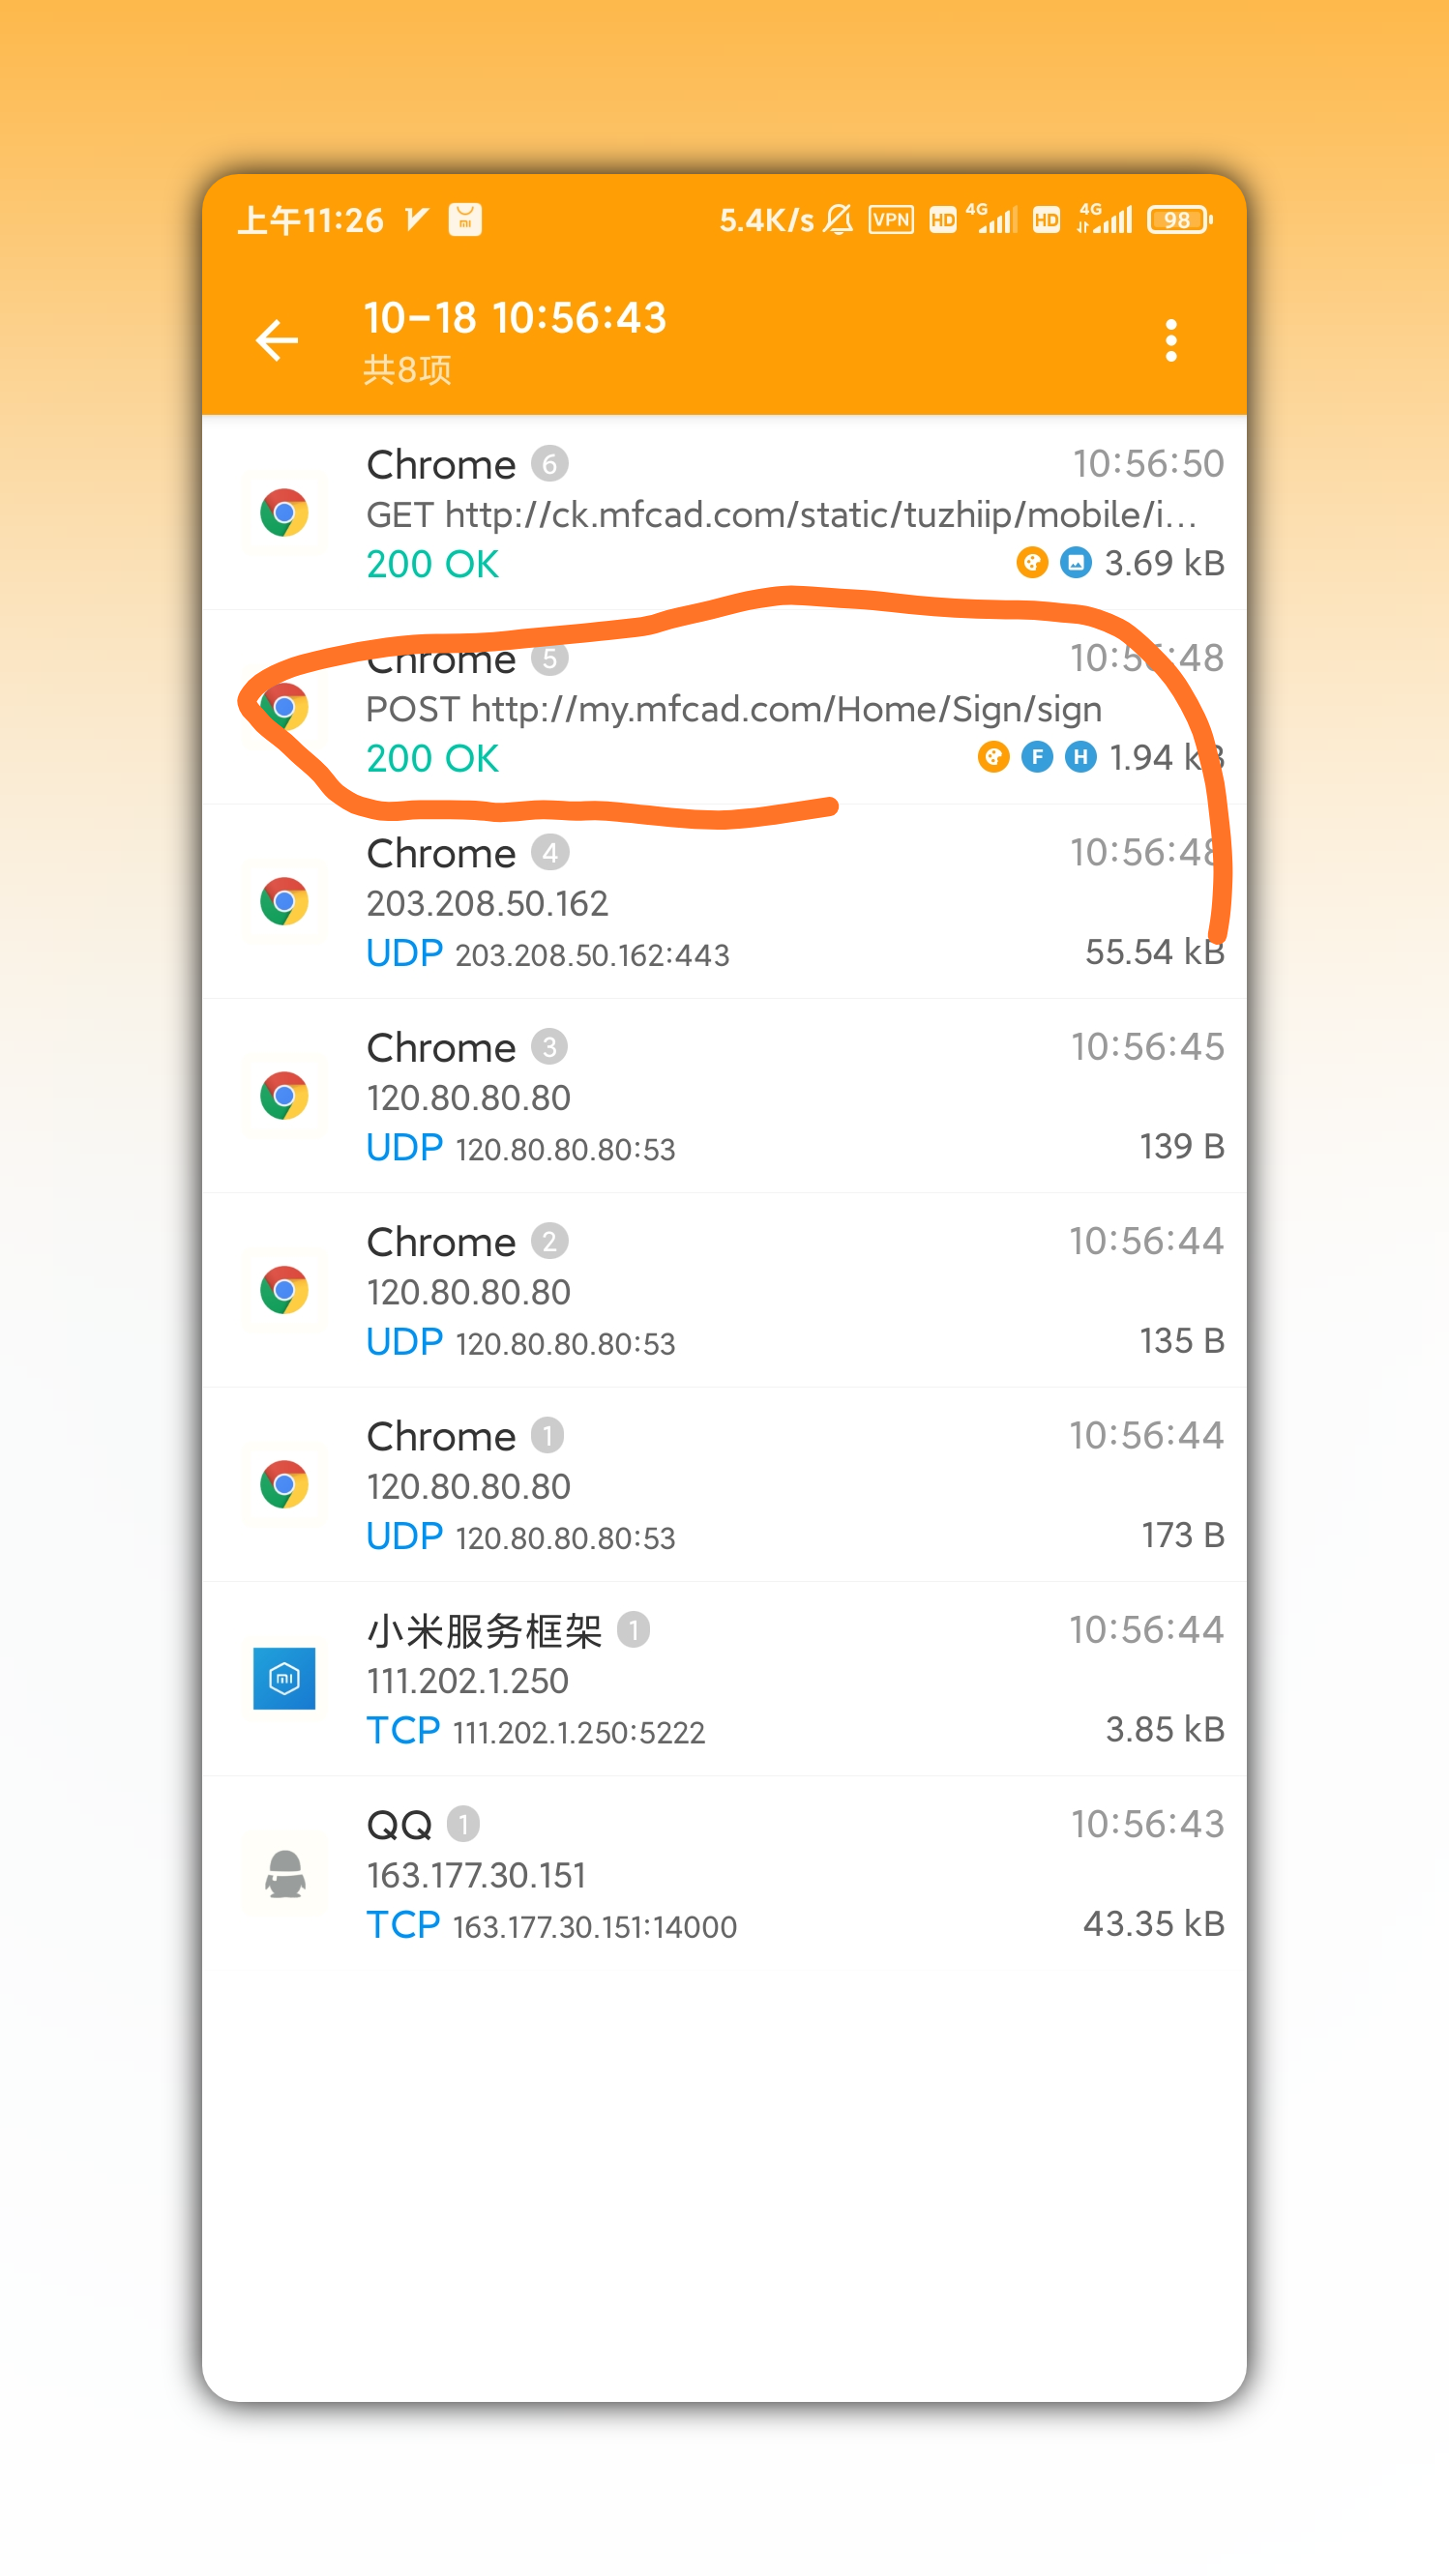 上午11:26 5.4K/s VPN HD 4G HD 4G 98
10-18 10:56:43
共8项
Chrome 6 10:56:50
GET http://ck.mfcad.com/static/tuzhiip/mobile/i...
200 OK 3.69 kB
Chrome 5 10:56:48
POST http://my.mfcad.com/Home/Sign/sign
200 OK F H 1.94 kB
Chrome 4 10:56:48
203.208.50.162
UDP 203.208.50.162:443 55.54 kB
Chrome 3 10:56:45
120.80.80.80
UDP 120.80.80.80:53 139 B
Chrome 2 10:56:44
120.80.80.80
UDP 120.80.80.80:53 135 B
Chrome 1 10:56:44
120.80.80.80
UDP 120.80.80.80:53 173 B
小米服务框架 1 10:56:44
111.202.1.250
TCP 111.202.1.250:5222 3.85 kB
QQ 1 10:56:43
163.177.30.151
TCP 163.177.30.151:14000 43.35 kB